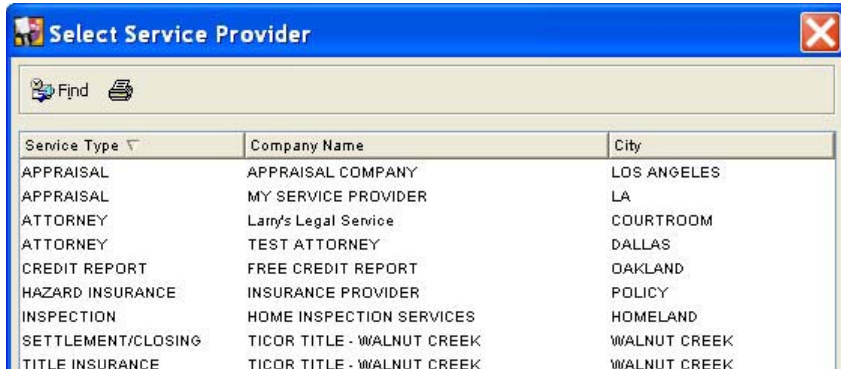 Select Service Provider
Find
Service Type Company Name City
APPRAISAL APPRAISAL COMPANY LOS ANGELES
APPRAISAL MY SERVICE PROVIDER LA
ATTORNEY Larry's Legal Service COURTROOM
ATTORNEY TEST ATTORNEY DALLAS
CREDIT REPORT FREE CREDIT REPORT OAKLAND
HAZARD INSURANCE INSURANCE PROVIDER POLICY
INSPECTION HOME INSPECTION SERVICES HOMELAND
SETTLEMENT/CLOSING TICOR TITLE - WALNUT CREEK WALNUT CREEK
TITLE INSURANCE TICOR TITLE - WALNUT CREEK WALNUT CREEK